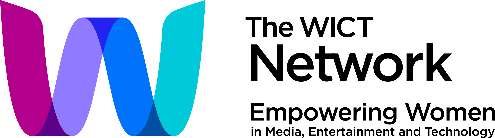 The WICT
Network
Empowering Women
in Media, Entertainment and Technology